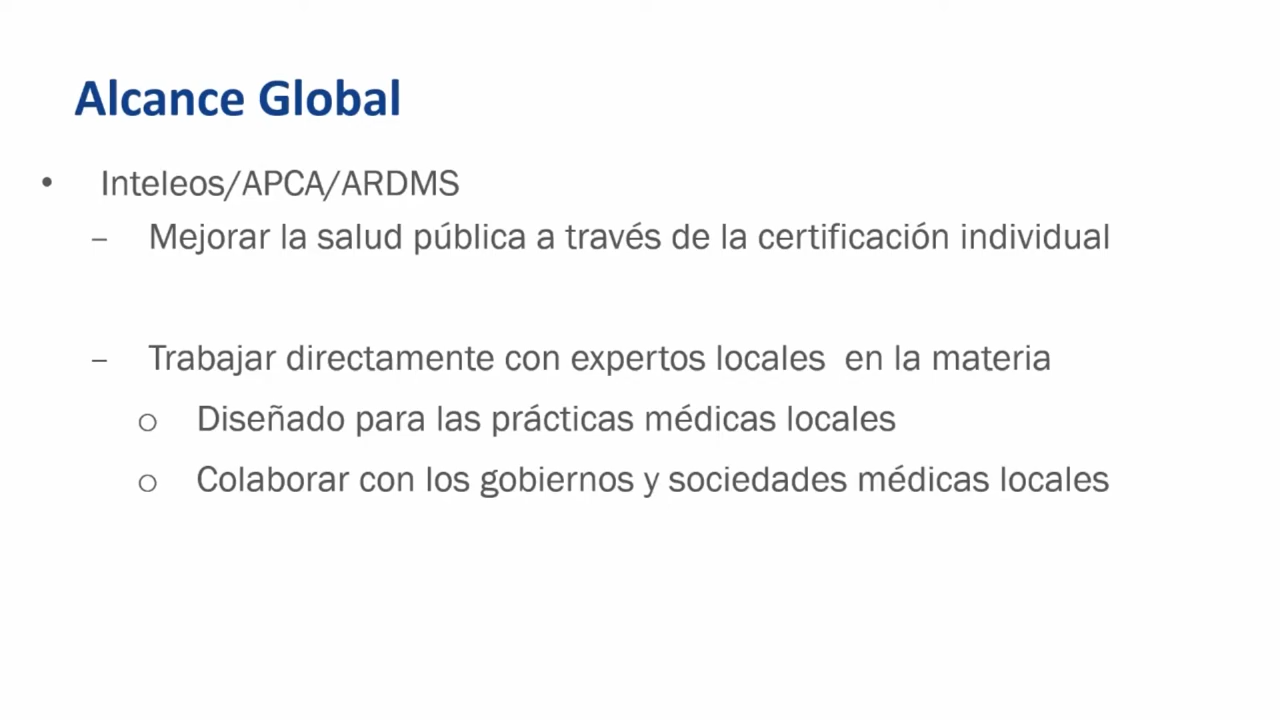 Alcance Global
• Inteleos/APCA/ARDMS
– Mejorar la salud pública a través de la certificación individual
– Trabajar directamente con expertos locales  en la materia
o Diseñado para las prácticas médicas locales
o Colaborar con los gobiernos y sociedades médicas locales